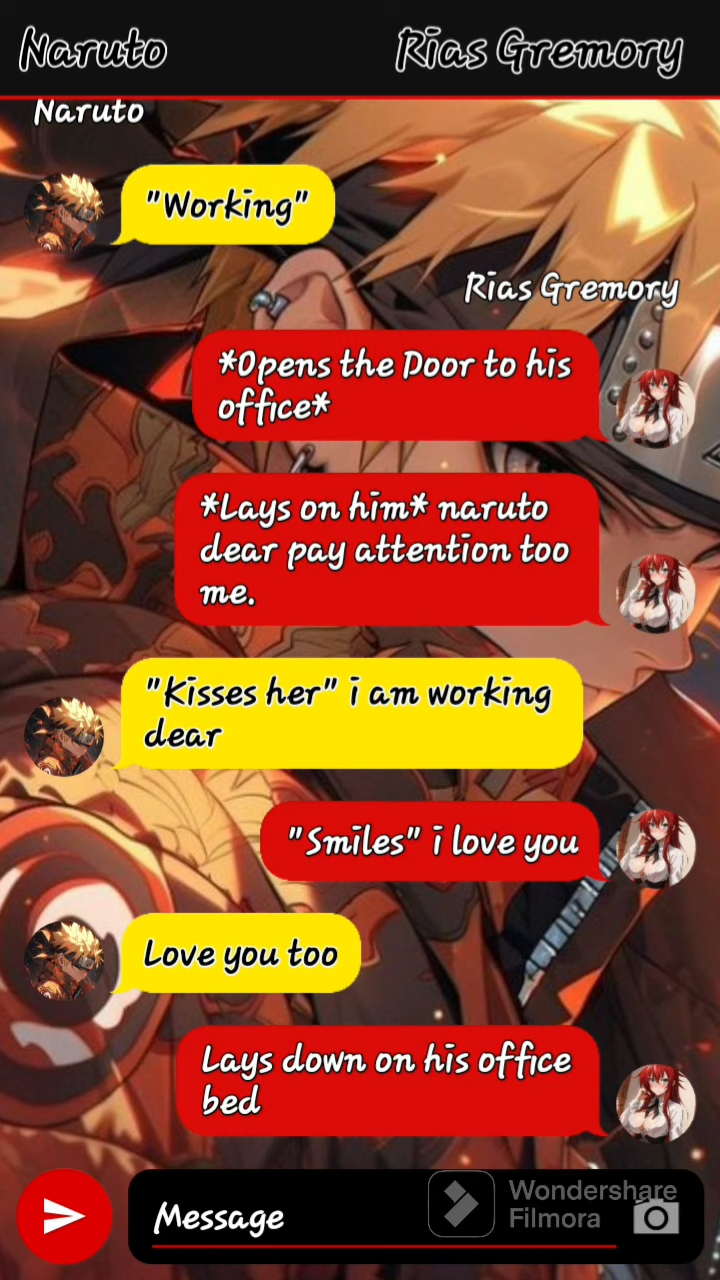 Naruto
Rias Gremory
Naruto
"Working"
Rias Gremory
*Opens the Door to his
office*
*Lays on him* naruto
dear pay attention too
me.
"Kisses her" i am working
dear
"Smiles" i love you
Love you too
Lays down on his office
bed
Message
Wondershare
Filmora